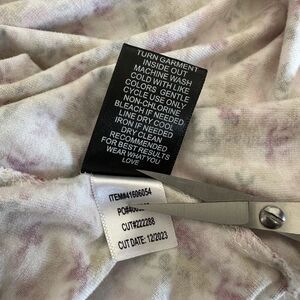 TURN GARMENT
INSIDE OUT
MACHINE WASH
COLD WITH LIKE
COLORS GENTLE
CYCLE USE ONLY
NON-CHLORINE
BLEACH IF NEEDED
LINE DRY COOL
IRON IF NEEDED
DRY CLEAN
RECOMMENDED
FOR BEST RESULTS
WEAR WHAT YOU
LOVE
ITEM#41606054
CUT#222288
CUT DATE: 12/2023